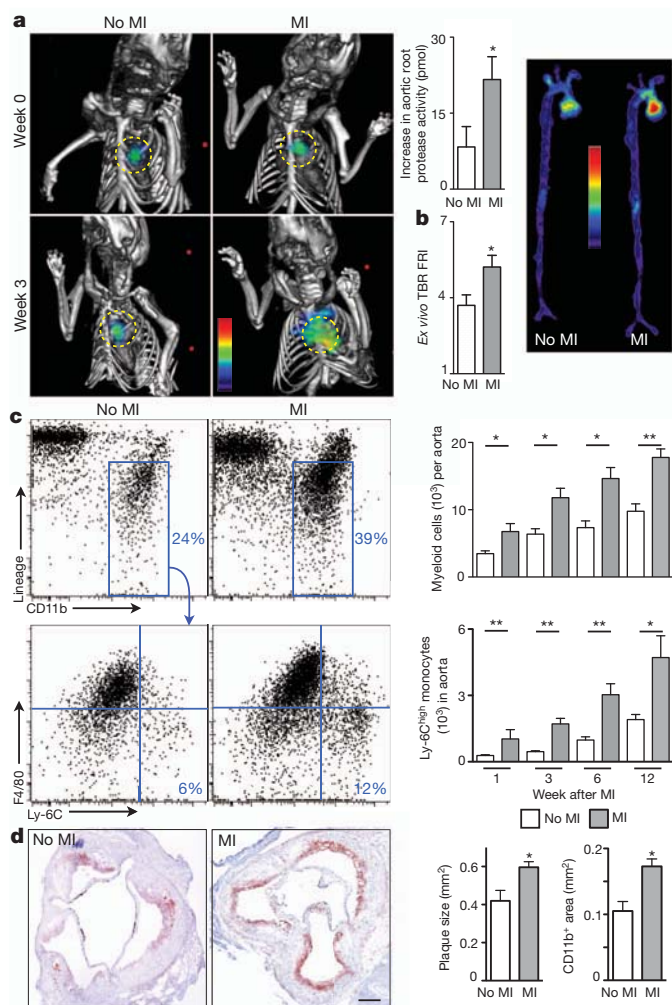 a
No MI
MI
Week 0
Week 3
Increase in aortic root
protease activity (pmol)
30
15
0
*
No MI
MI
b
Ex vivo TBR FRI
7
4
1
*
No MI
MI
No MI
MI
c
No MI
MI
24%
39%
Lineage
CD11b
6%
12%
F4/80
Ly-6C
Myeloid cells (10³) per aorta
20
10
0
*
*
*
**
Ly-6Chigh monocytes
(10³) in aorta
6
3
0
**
**
**
*
1
3
6
12
Week after MI
No MI
MI
d
No MI
MI
Plaque size (mm²)
0.6
0.4
0.2
0
*
No MI
MI
CD11b⁺ area (mm²)
0.2
0.1
0
*
No MI
MI